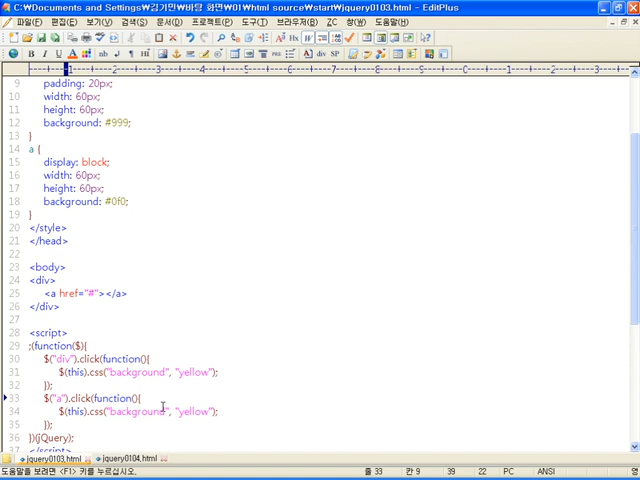 C:₩Documents and Settings₩김기민₩바탕 화면₩01₩html source₩start₩jquery0103.html - EditPlus
파일(F) 편집(E) 보기(V) 검색(S) 문서(D) 프로젝트(P) 도구(T) 브라우저(B) ZC 창(W) 도움말(H)
9 padding: 20px;
10 width: 60px;
11 height: 60px;
12 background: #999;
13 }
14 a {
15 display: block;
16 width: 60px;
17 height: 60px;
18 background: #0f0;
19 }
20 </style>
21 </head>
22
23 <body>
24 <div>
25 <a href="#"></a>
26 </div>
27
28 <script>
29 ;(function($){
30 $("div").click(function(){
31 $(this).css("background", "yellow");
32 });
33 $("a").click(function(){
34 $(this).css("background", "yellow");
35 });
36 })(jQuery);
37 </script>
jquery0103.html jquery0104.html
도움말을 보려면 <F1> 키를 누르십시오. 줄 33 칸 9 39 22 PC ANSI